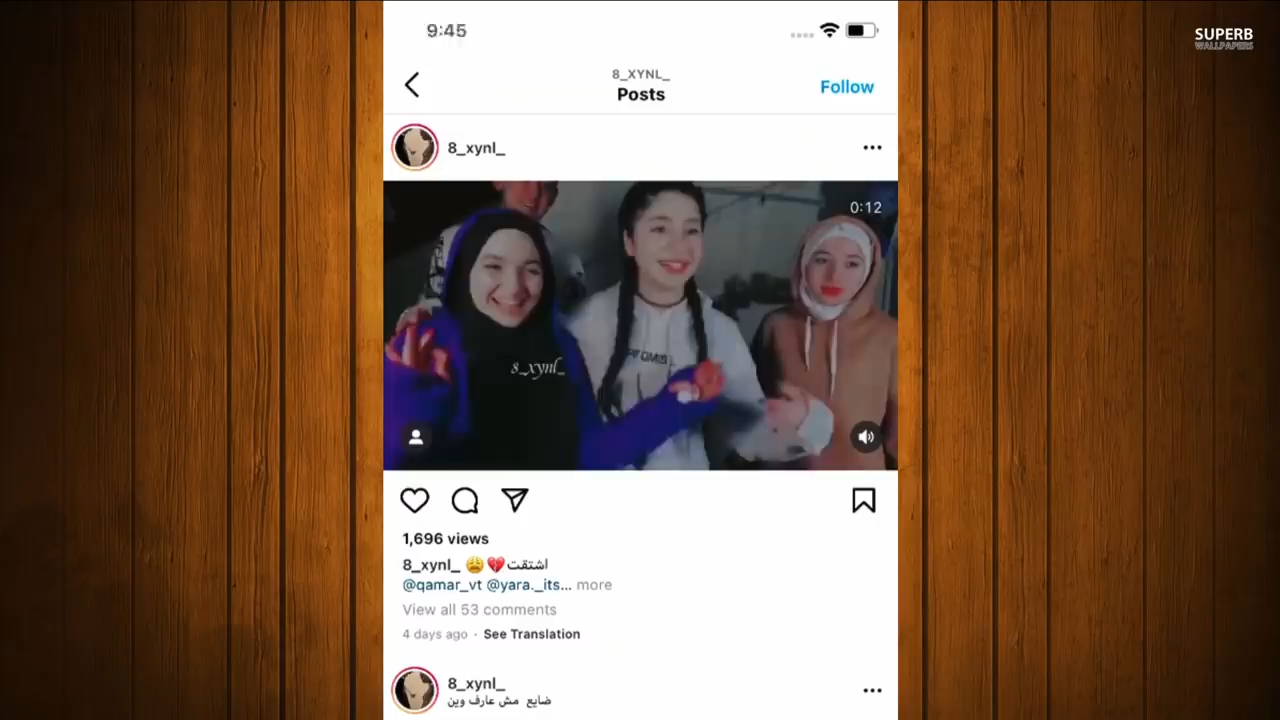 SUPERB
WALLPAPERS
9:45
8_XYNL_
Posts
Follow
8_xynl_
0:12
8_xynl_
1,696 views
8_xynl_ 😩💔اشتقت
@qamar_vt @yara._its... more
View all 53 comments
4 days ago · See Translation
8_xynl_
ضايع مش عارف وين